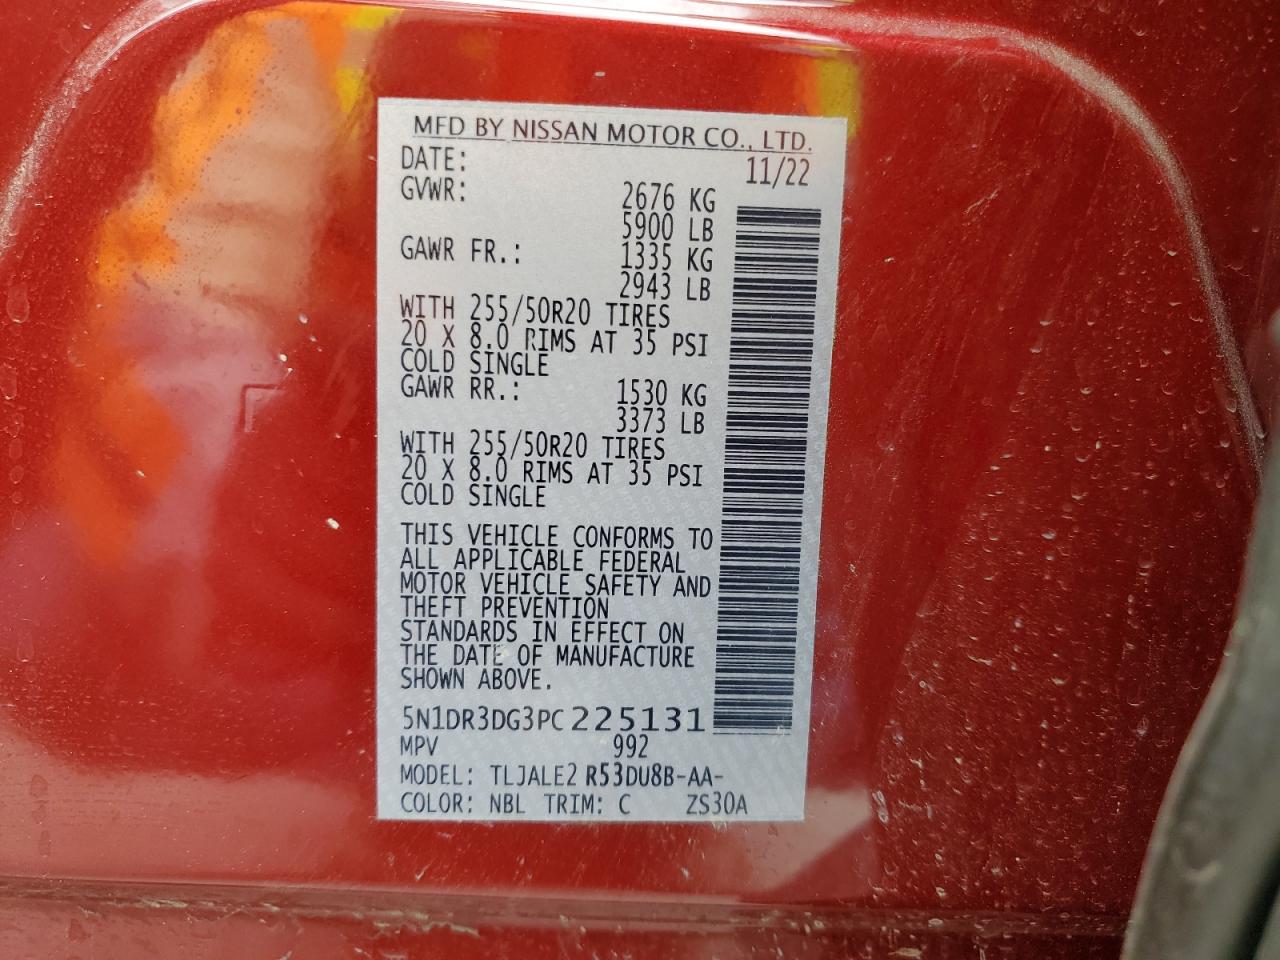 MFD BY NISSAN MOTOR CO., LTD.
DATE: 11/22
GVWR: 2676 KG
5900 LB
GAWR FR.: 1335 KG
2943 LB
WITH 255/50R20 TIRES
20 X 8.0 RIMS AT 35 PSI
COLD SINGLE
GAWR RR.: 1530 KG
3373 LB
WITH 255/50R20 TIRES
20 X 8.0 RIMS AT 35 PSI
COLD SINGLE
THIS VEHICLE CONFORMS TO
ALL APPLICABLE FEDERAL
MOTOR VEHICLE SAFETY AND
THEFT PREVENTION
STANDARDS IN EFFECT ON
THE DATE OF MANUFACTURE
SHOWN ABOVE.
5N1DR3DG3PC225131
MPV 992
MODEL: TLJALE2 R53DU8B-AA-
COLOR: NBL TRIM: C ZS30A